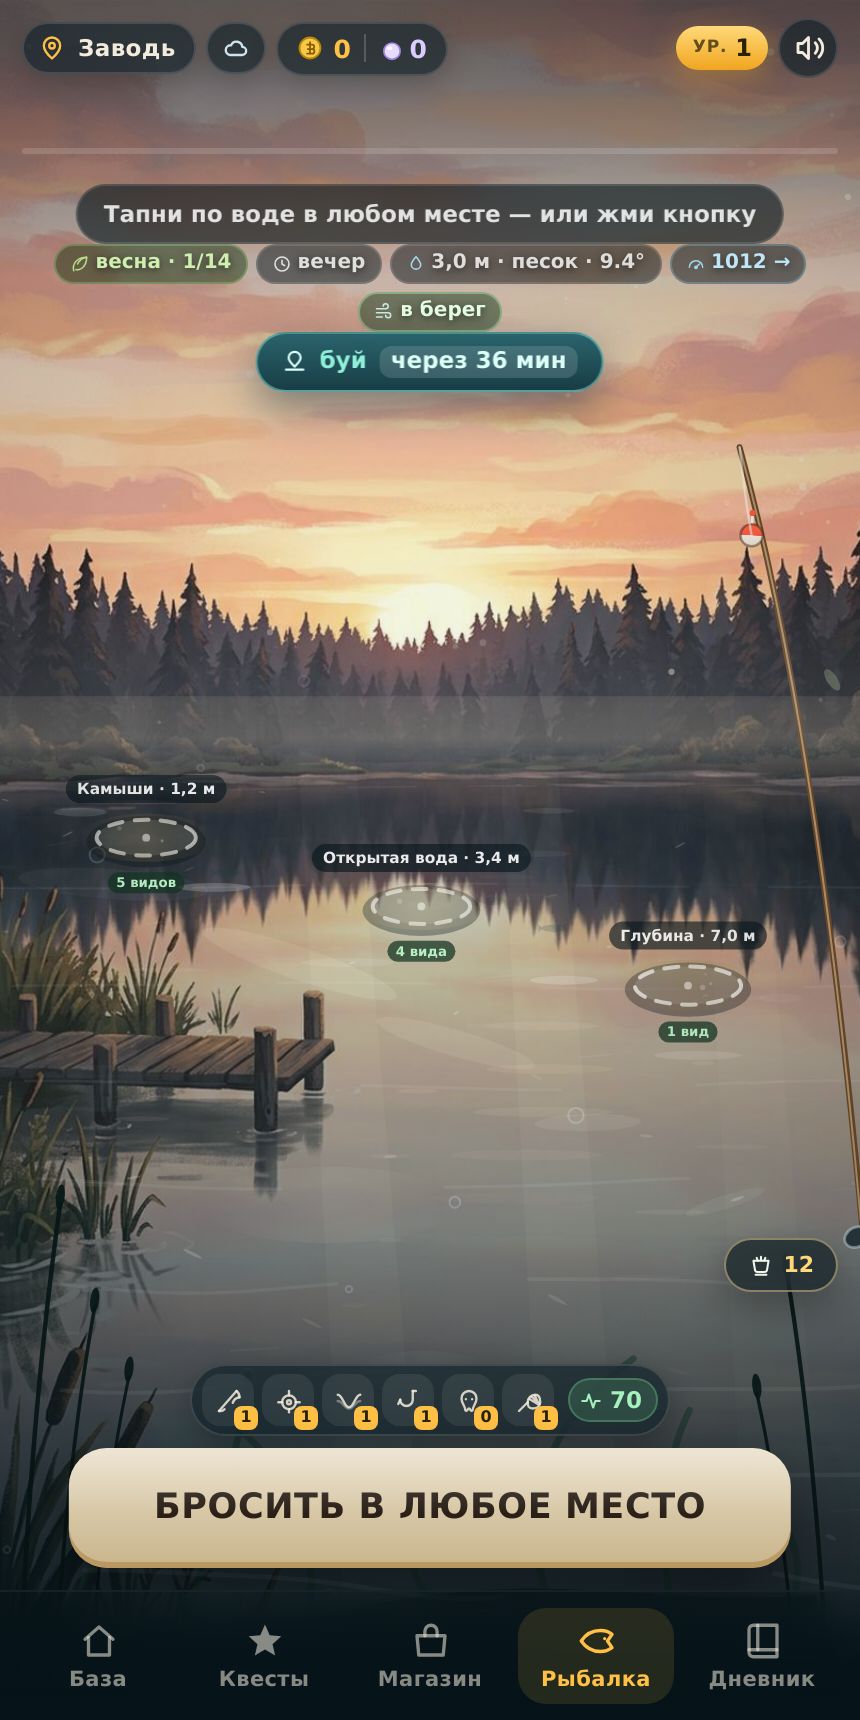 Заводь
0
0
УР. 1
Тапни по воде в любом месте — или жми кнопку
весна · 1/14
вечер
3,0 м · песок · 9.4°
1012 →
в берег
буй через 36 мин
Камыши · 1,2 м
5 видов
Открытая вода · 3,4 м
4 вида
Глубина · 7,0 м
1 вид
12
1
1
1
1
0
1
70
БРОСИТЬ В ЛЮБОЕ МЕСТО
База
Квесты
Магазин
Рыбалка
Дневник